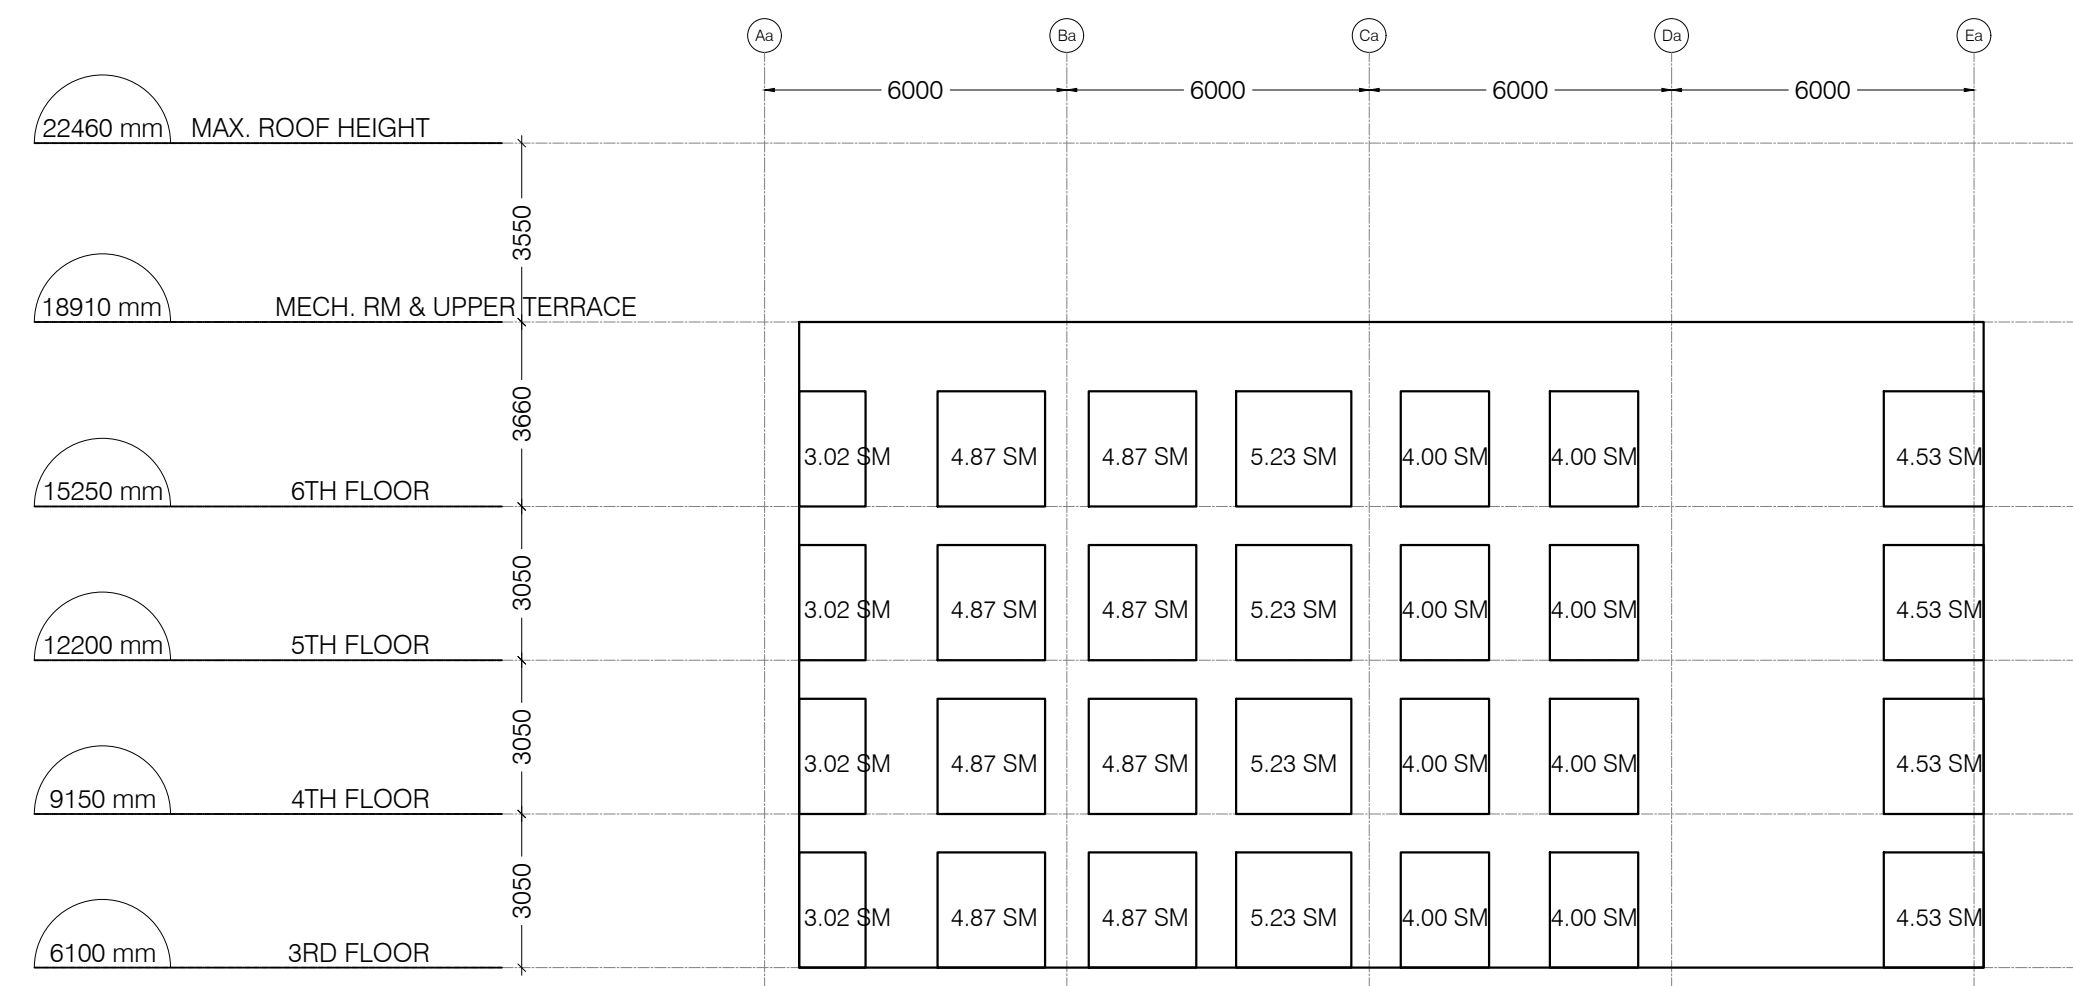 Aa Ba Ca Da Ea
6000 6000 6000 6000
22460 mm MAX. ROOF HEIGHT
3550
18910 mm MECH. RM & UPPER TERRACE
3660
3.02 SM 4.87 SM 4.87 SM 5.23 SM 4.00 SM 4.00 SM 4.53 SM
15250 mm 6TH FLOOR
3050
3.02 SM 4.87 SM 4.87 SM 5.23 SM 4.00 SM 4.00 SM 4.53 SM
12200 mm 5TH FLOOR
3050
3.02 SM 4.87 SM 4.87 SM 5.23 SM 4.00 SM 4.00 SM 4.53 SM
9150 mm 4TH FLOOR
3050
3.02 SM 4.87 SM 4.87 SM 5.23 SM 4.00 SM 4.00 SM 4.53 SM
6100 mm 3RD FLOOR